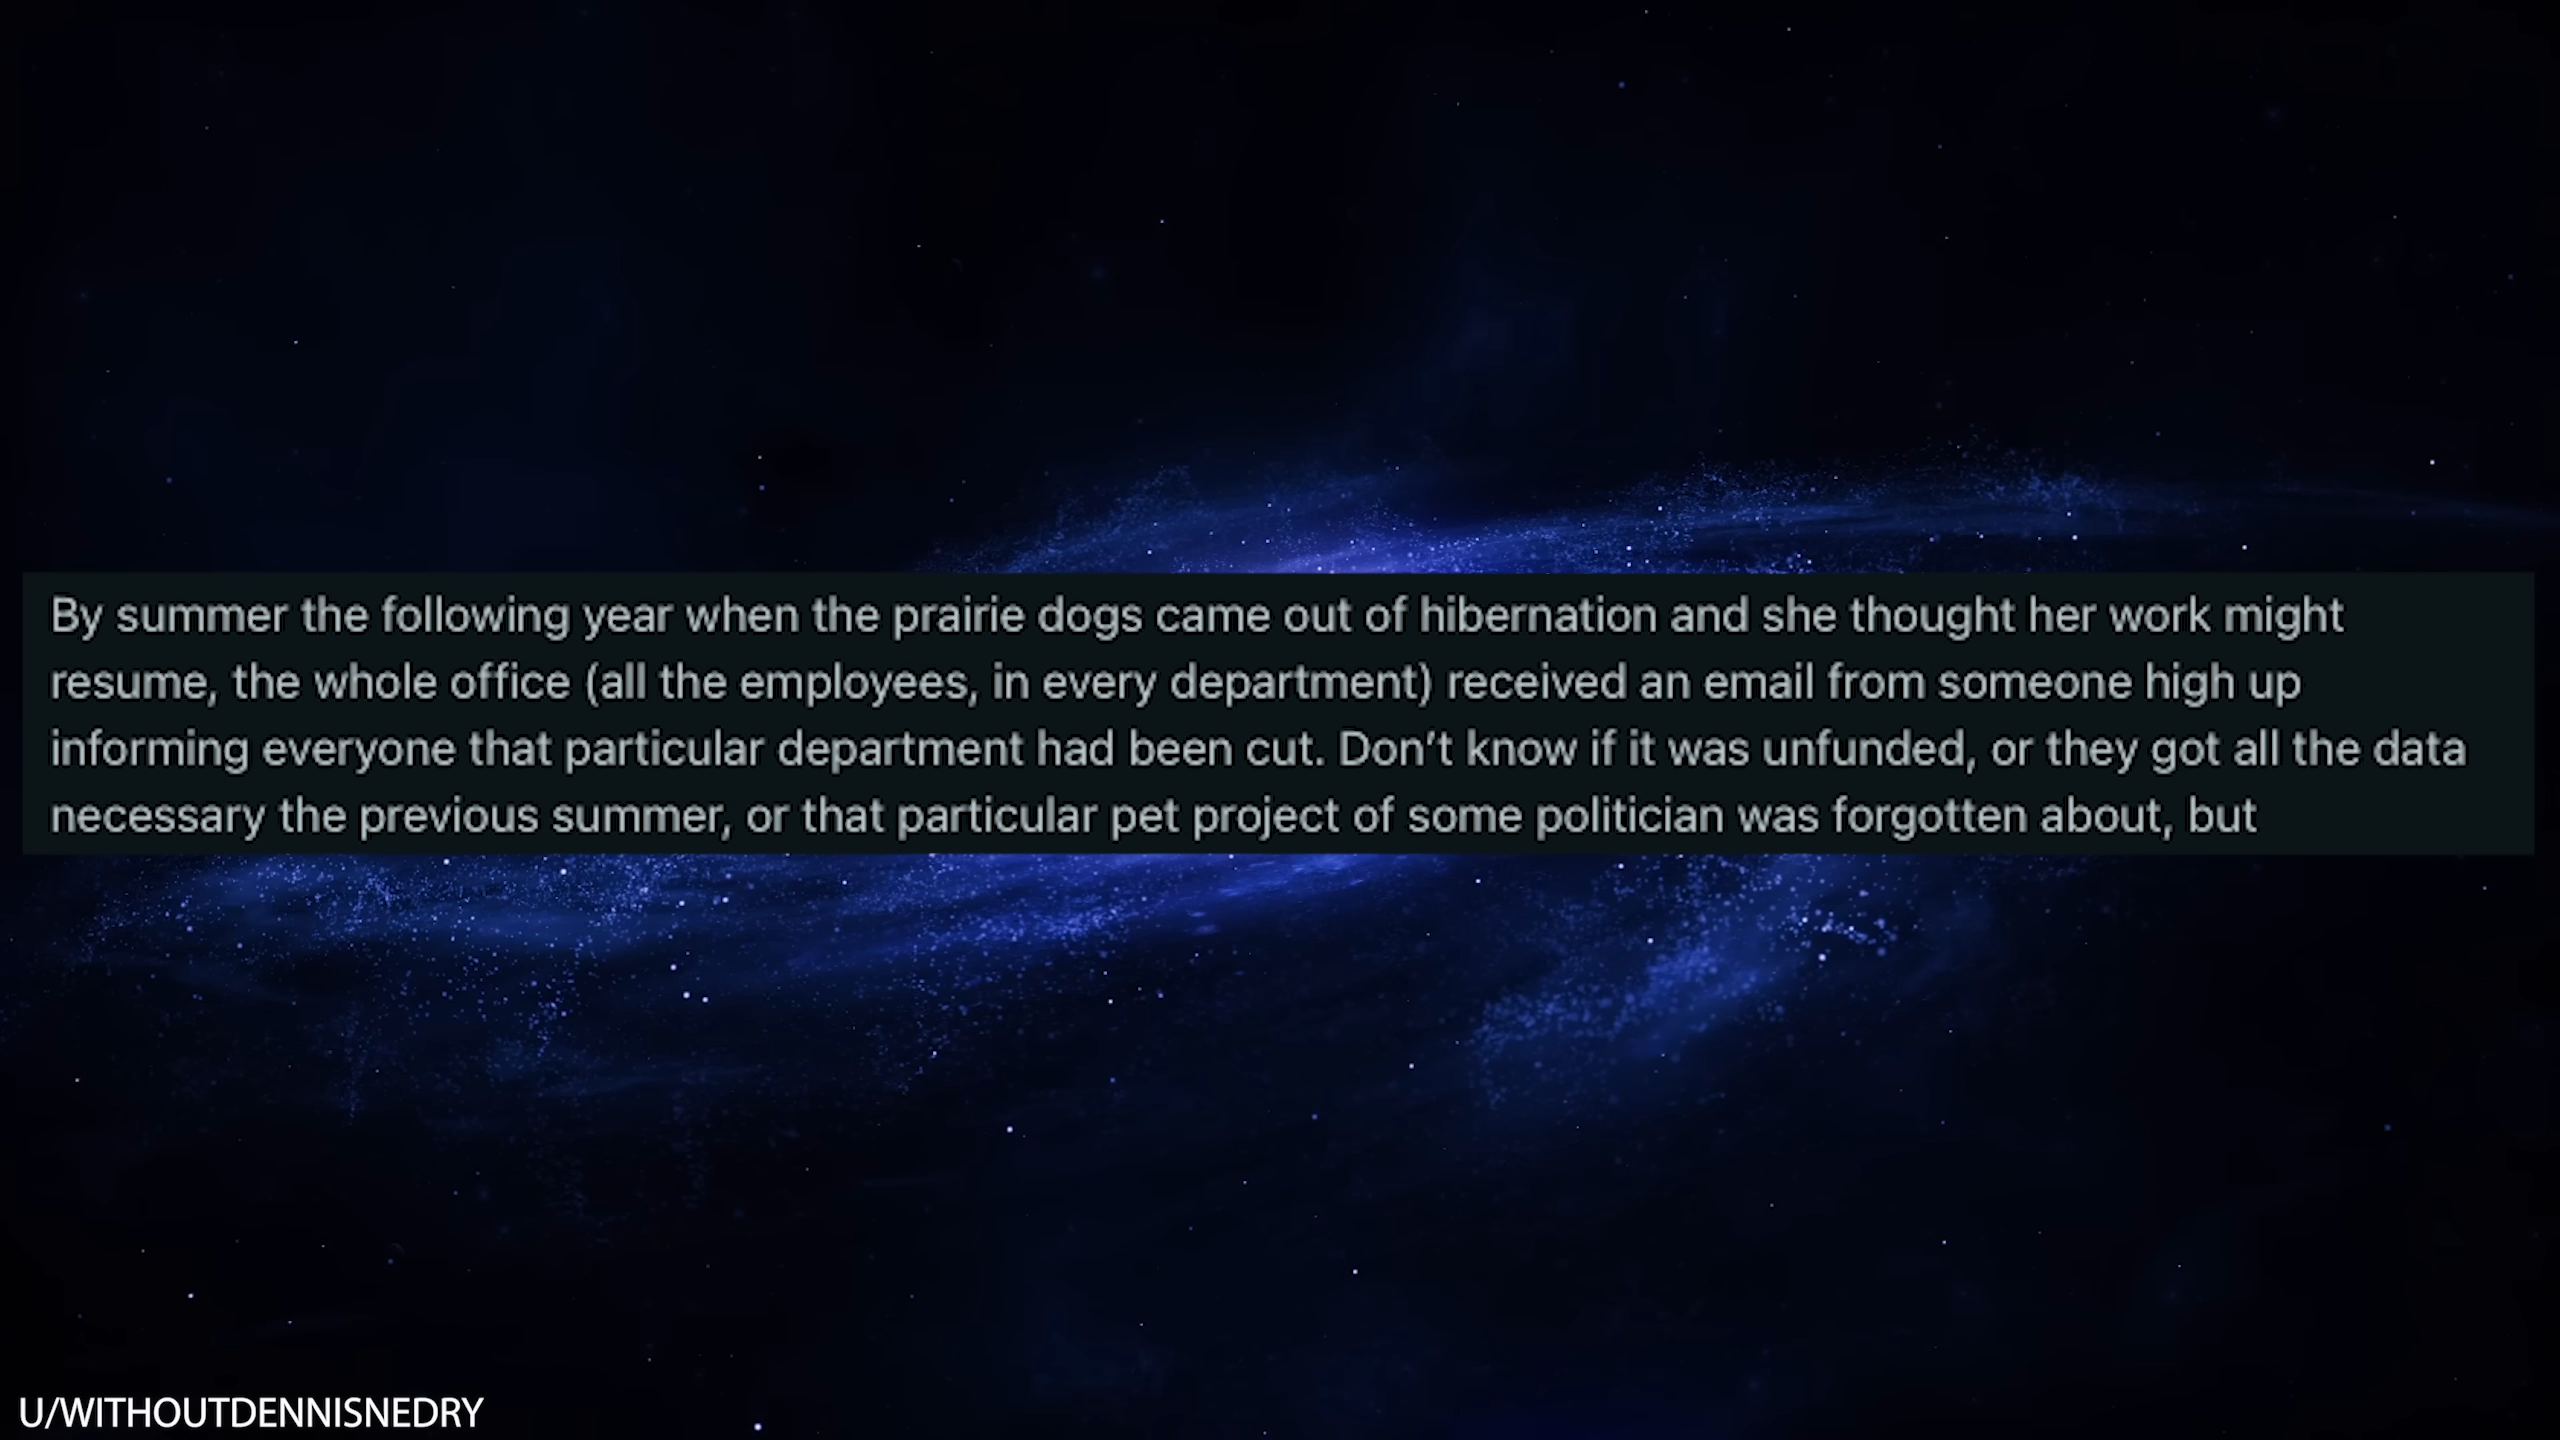 By summer the following year when the prairie dogs came out of hibernation and she thought her work might
resume, the whole office (all the employees, in every department) received an email from someone high up
informing everyone that particular department had been cut. Don’t know if it was unfunded, or they got all the data
necessary the previous summer, or that particular pet project of some politician was forgotten about, but
U/WITHOUTDENNISNEDRY